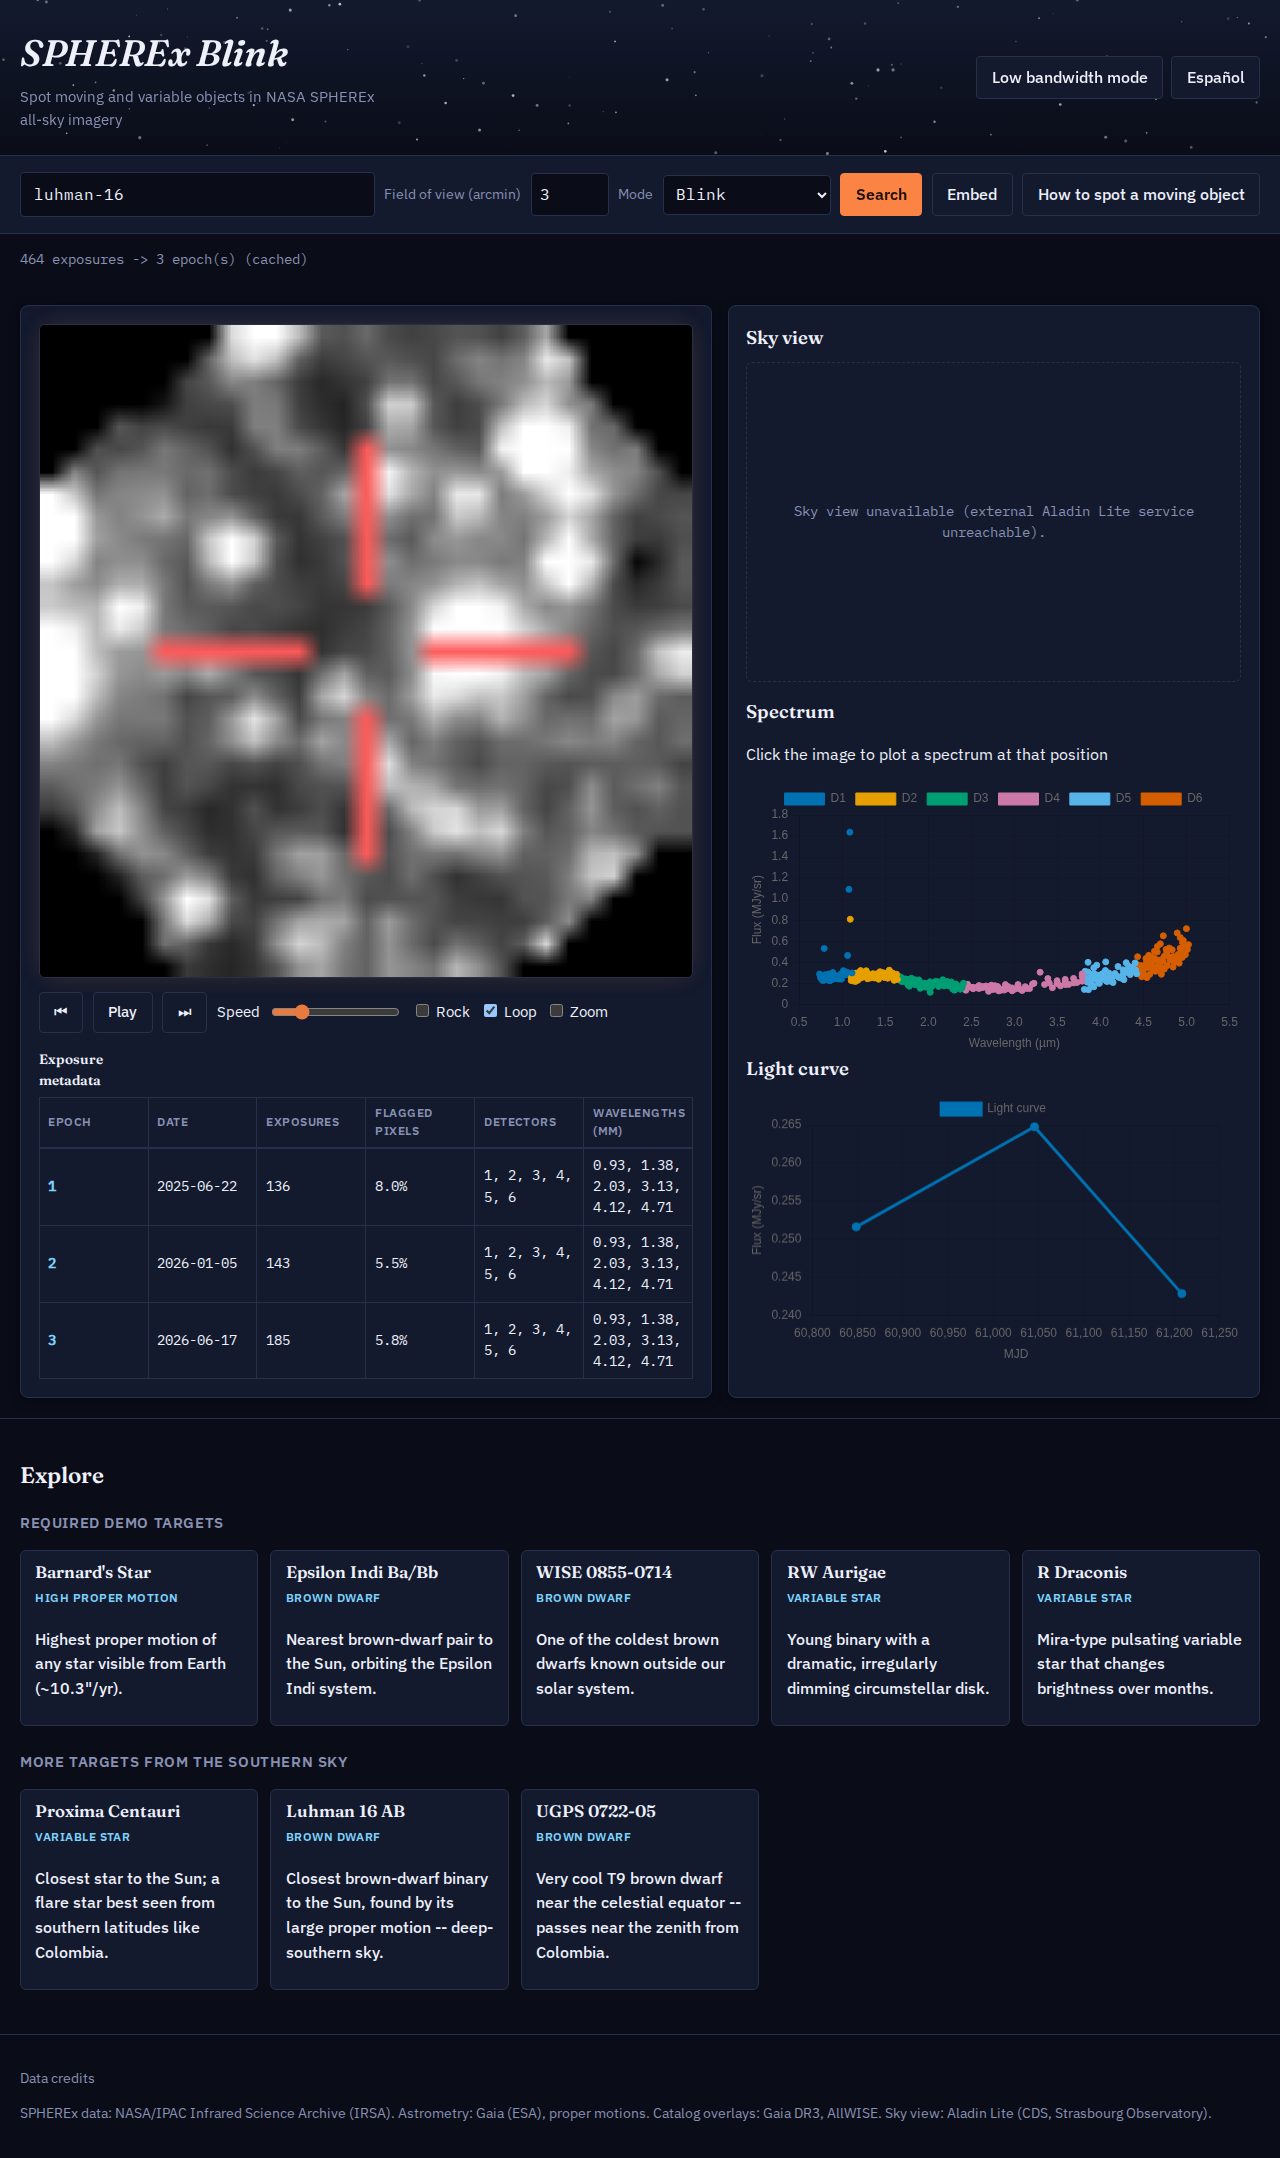 SPHEREx Blink
Spot moving and variable objects in NASA SPHEREx
all-sky imagery
Low bandwidth mode
Español
luhman-16
Field of view (arcmin)
3
Mode
Blink
Search
Embed
How to spot a moving object
464 exposures -> 3 epoch(s) (cached)
Play
Speed
Rock
Loop
Zoom
Exposure
metadata
EPOCH DATE EXPOSURES FLAGGED PIXELS DETECTORS WAVELENGTHS (ΜM)
1 2025-06-22 136 8.0% 1, 2, 3, 4, 5, 6 0.93, 1.38, 2.03, 3.13, 4.12, 4.71
2 2026-01-05 143 5.5% 1, 2, 3, 4, 5, 6 0.93, 1.38, 2.03, 3.13, 4.12, 4.71
3 2026-06-17 185 5.8% 1, 2, 3, 4, 5, 6 0.93, 1.38, 2.03, 3.13, 4.12, 4.71
Sky view
Sky view unavailable (external Aladin Lite service
unreachable).
Spectrum
Click the image to plot a spectrum at that position
D1 D2 D3 D4 D5 D6
Flux (MJy/sr)
1.8
1.6
1.4
1.2
1.0
0.8
0.6
0.4
0.2
0
0.5 1.0 1.5 2.0 2.5 3.0 3.5 4.0 4.5 5.0 5.5
Wavelength (µm)
Light curve
Light curve
Flux (MJy/sr)
0.265
0.260
0.255
0.250
0.245
0.240
60,800 60,850 60,900 60,950 61,000 61,050 61,100 61,150 61,200 61,250
MJD
Explore
REQUIRED DEMO TARGETS
Barnard's Star
HIGH PROPER MOTION
Highest proper motion of
any star visible from Earth
(~10.3"/yr).
Epsilon Indi Ba/Bb
BROWN DWARF
Nearest brown-dwarf pair to
the Sun, orbiting the Epsilon
Indi system.
WISE 0855-0714
BROWN DWARF
One of the coldest brown
dwarfs known outside our
solar system.
RW Aurigae
VARIABLE STAR
Young binary with a
dramatic, irregularly
dimming circumstellar disk.
R Draconis
VARIABLE STAR
Mira-type pulsating variable
star that changes
brightness over months.
MORE TARGETS FROM THE SOUTHERN SKY
Proxima Centauri
VARIABLE STAR
Closest star to the Sun; a
flare star best seen from
southern latitudes like
Colombia.
Luhman 16 AB
BROWN DWARF
Closest brown-dwarf binary
to the Sun, found by its
large proper motion -- deep-
southern sky.
UGPS 0722-05
BROWN DWARF
Very cool T9 brown dwarf
near the celestial equator --
passes near the zenith from
Colombia.
Data credits
SPHEREx data: NASA/IPAC Infrared Science Archive (IRSA). Astrometry: Gaia (ESA), proper motions. Catalog overlays: Gaia DR3, AllWISE. Sky view: Aladin Lite (CDS, Strasbourg Observatory).